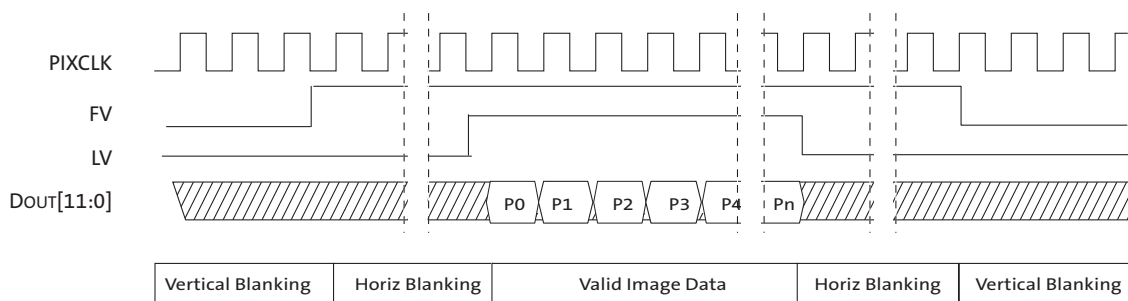 PIXCLK
FV
LV
DOUT[11:0]
P0 P1 P2 P3 P4 Pn
Vertical Blanking Horiz Blanking Valid Image Data Horiz Blanking Vertical Blanking